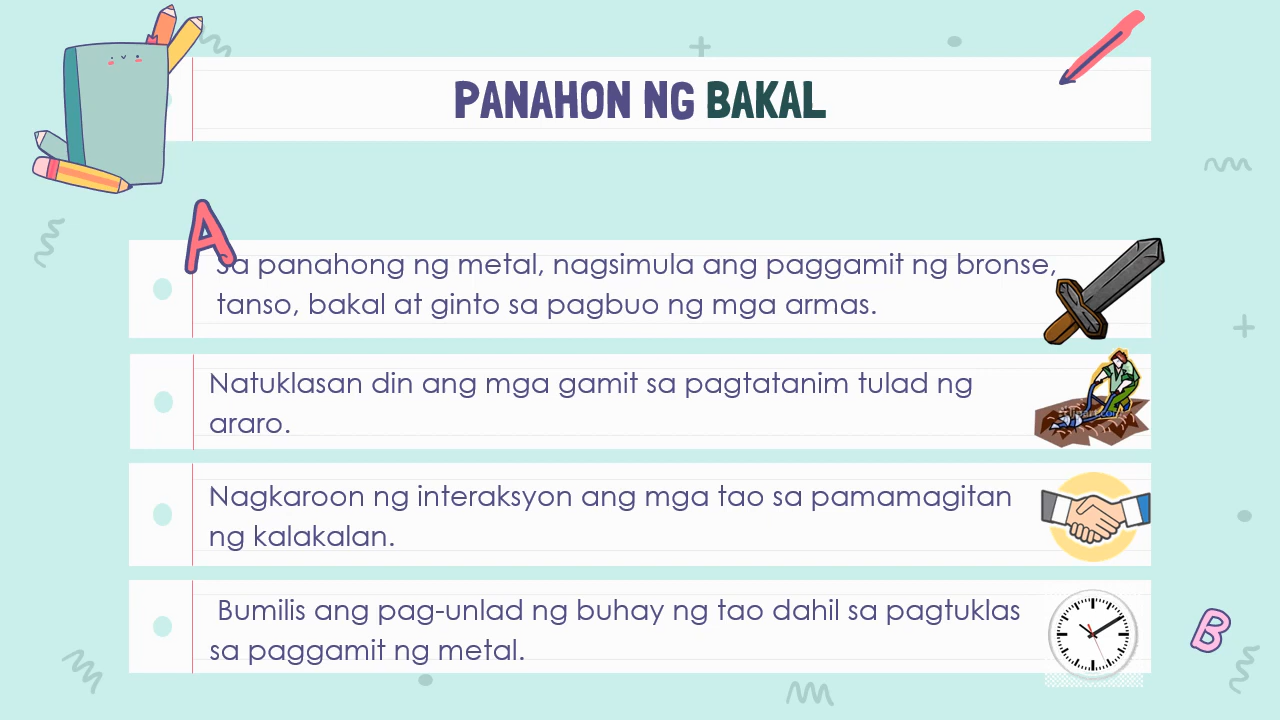 PANAHON NG BAKAL
A
Sa panahong ng metal, nagsimula ang paggamit ng bronse,
tanso, bakal at ginto sa pagbuo ng mga armas.
Natuklasan din ang mga gamit sa pagtatanim tulad ng
araro.
Nagkaroon ng interaksyon ang mga tao sa pamamagitan
ng kalakalan.
Bumilis ang pag-unlad ng buhay ng tao dahil sa pagtuklas
sa paggamit ng metal.
B